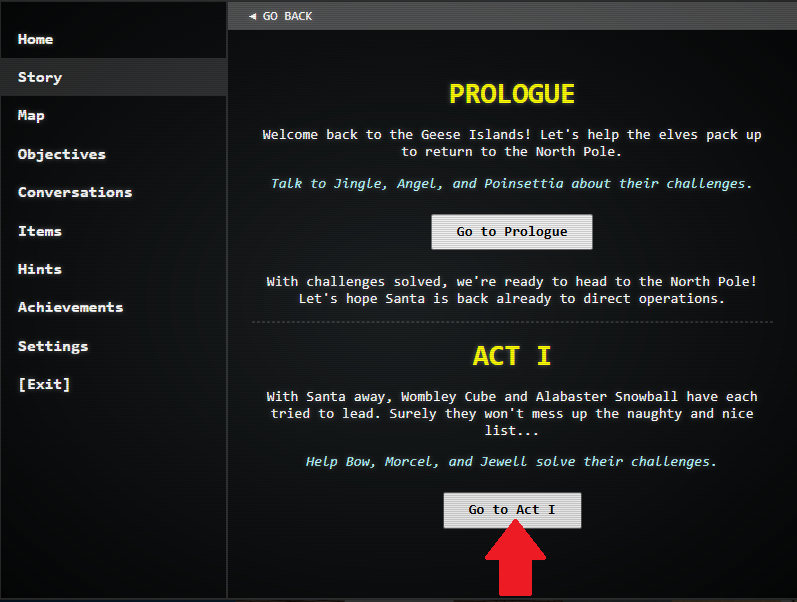 ◄ GO BACK
Home
Story
Map
Objectives
Conversations
Items
Hints
Achievements
Settings
[Exit]
PROLOGUE
Welcome back to the Geese Islands! Let's help the elves pack up
to return to the North Pole.
Talk to Jingle, Angel, and Poinsettia about their challenges.
Go to Prologue
With challenges solved, we're ready to head to the North Pole!
Let's hope Santa is back already to direct operations.
ACT I
With Santa away, Wombley Cube and Alabaster Snowball have each
tried to lead. Surely they won't mess up the naughty and nice
list...
Help Bow, Morcel, and Jewell solve their challenges.
Go to Act I